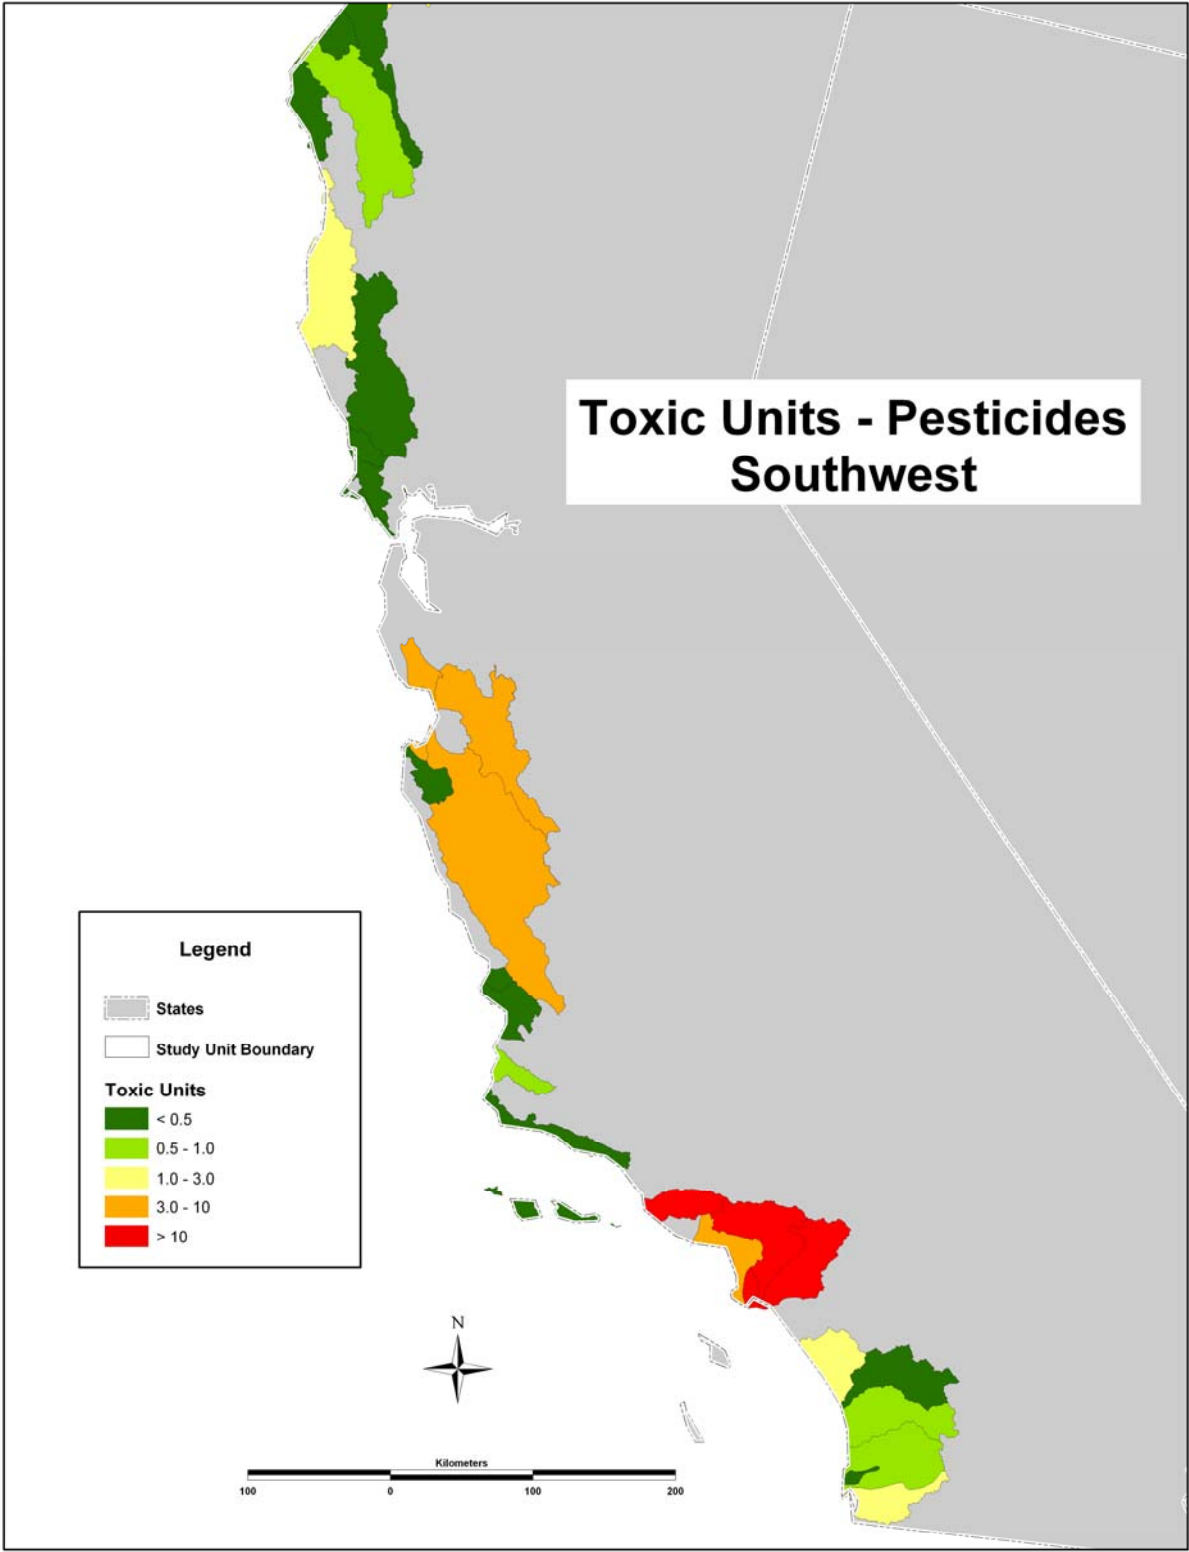 Toxic Units - Pesticides
Southwest
Legend
States
Study Unit Boundary
Toxic Units
< 0.5
0.5 - 1.0
1.0 - 3.0
3.0 - 10
> 10
N
Kilometers
100 0 100 200